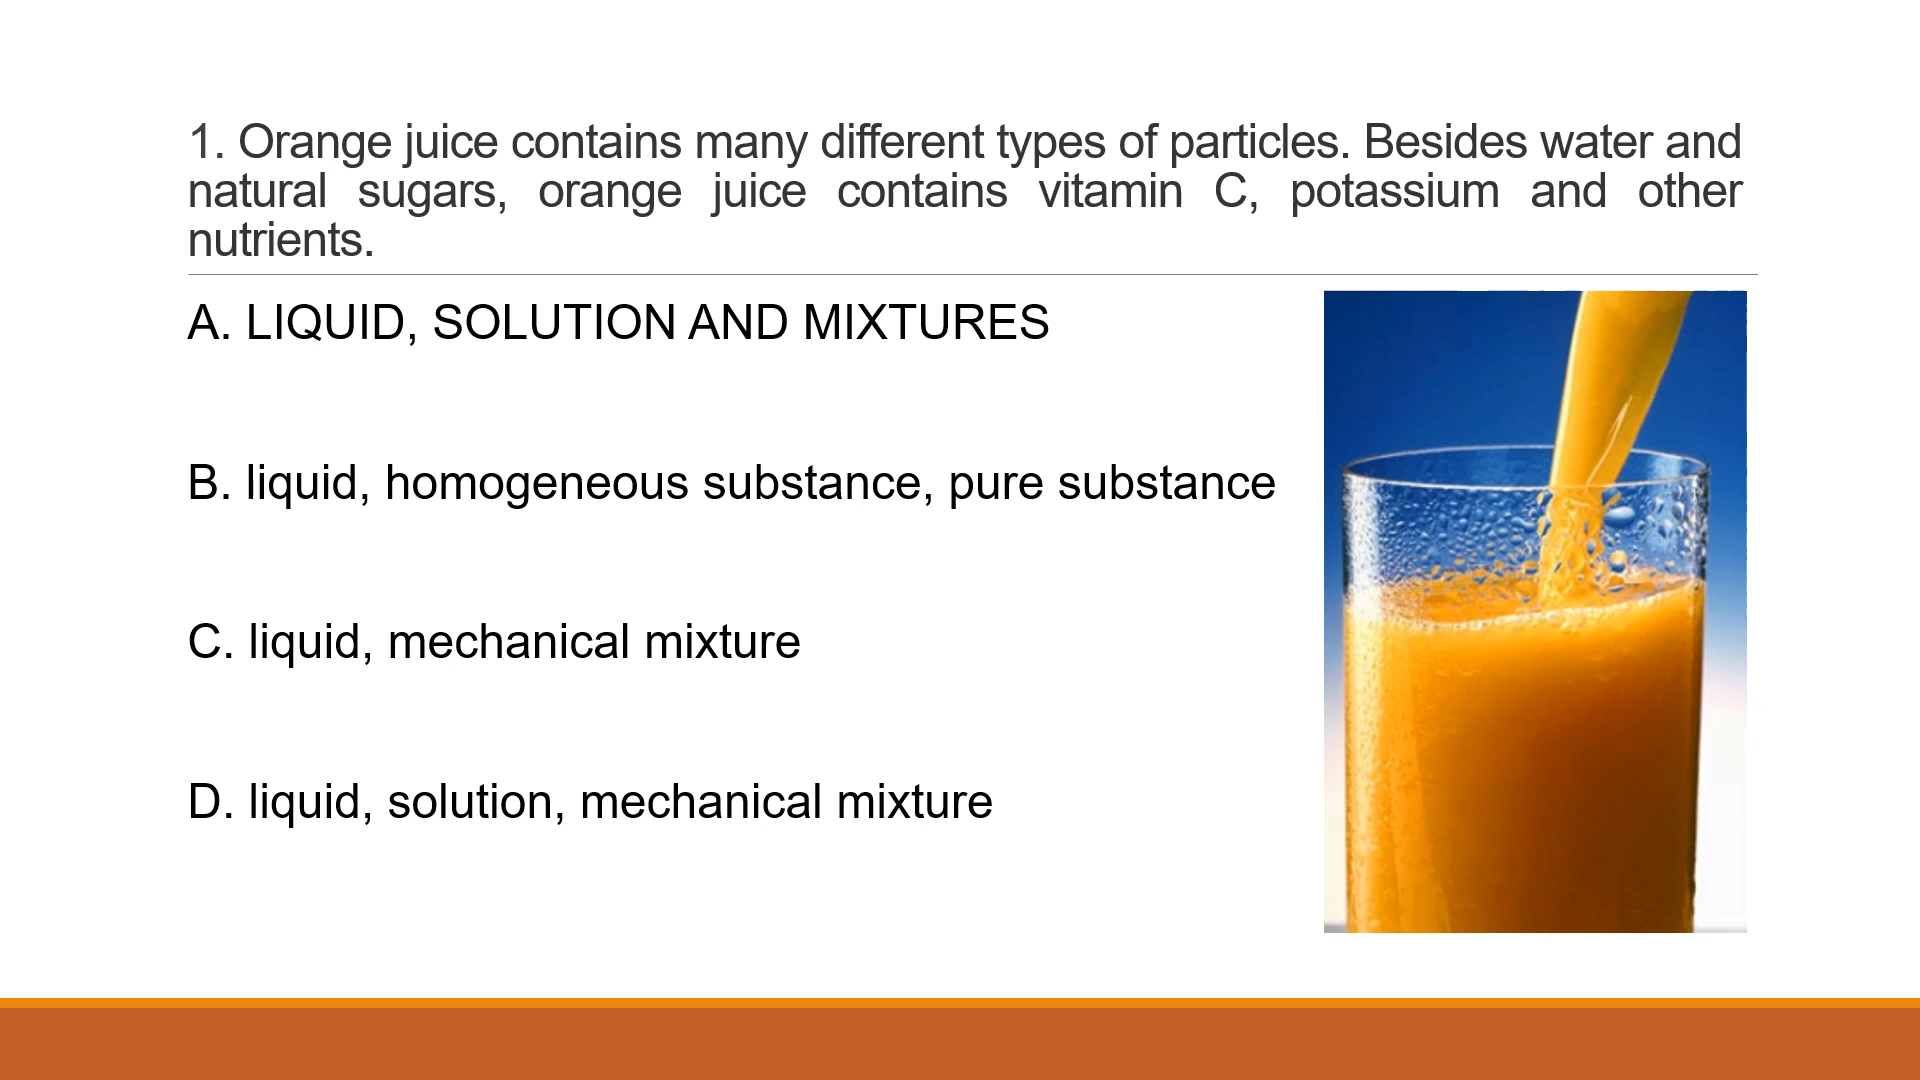 1. Orange juice contains many different types of particles. Besides water and
natural sugars, orange juice contains vitamin C, potassium and other
nutrients.
A. LIQUID, SOLUTION AND MIXTURES
B. liquid, homogeneous substance, pure substance
C. liquid, mechanical mixture
D. liquid, solution, mechanical mixture